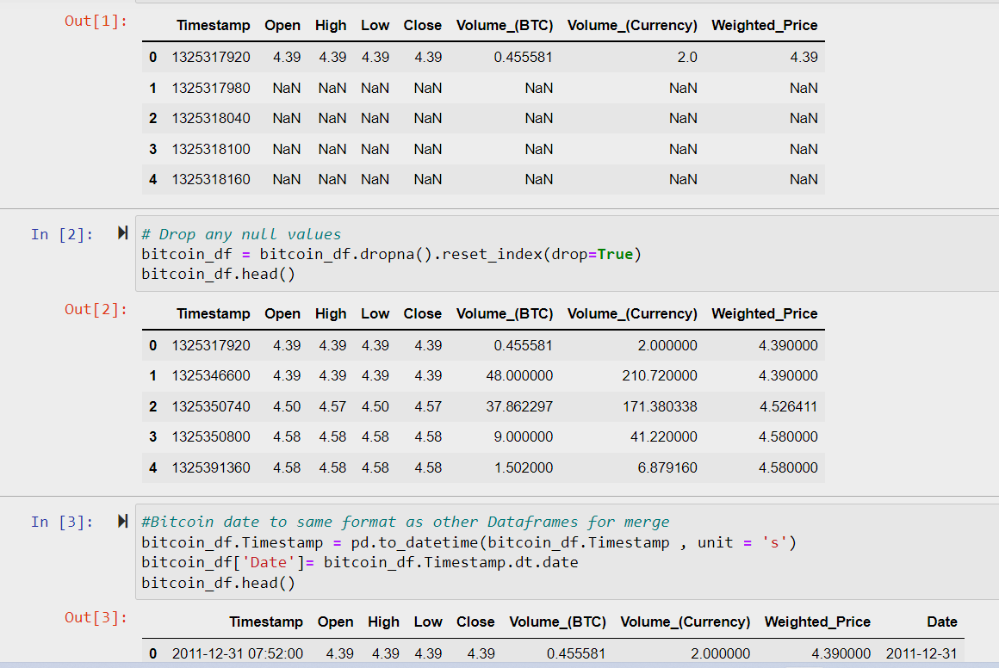 Out[1]:
Timestamp Open High Low Close Volume_(BTC) Volume_(Currency) Weighted_Price
0 1325317920 4.39 4.39 4.39 4.39 0.455581 2.0 4.39
1 1325317980 NaN NaN NaN NaN NaN NaN NaN
2 1325318040 NaN NaN NaN NaN NaN NaN NaN
3 1325318100 NaN NaN NaN NaN NaN NaN NaN
4 1325318160 NaN NaN NaN NaN NaN NaN NaN
In [2]: # Drop any null values
bitcoin_df = bitcoin_df.dropna().reset_index(drop=True)
bitcoin_df.head()
Out[2]:
Timestamp Open High Low Close Volume_(BTC) Volume_(Currency) Weighted_Price
0 1325317920 4.39 4.39 4.39 4.39 0.455581 2.000000 4.390000
1 1325346600 4.39 4.39 4.39 4.39 48.000000 210.720000 4.390000
2 1325350740 4.50 4.57 4.50 4.57 37.862297 171.380338 4.526411
3 1325350800 4.58 4.58 4.58 4.58 9.000000 41.220000 4.580000
4 1325391360 4.58 4.58 4.58 4.58 1.502000 6.879160 4.580000
In [3]: #Bitcoin date to same format as other Dataframes for merge
bitcoin_df.Timestamp = pd.to_datetime(bitcoin_df.Timestamp , unit = 's')
bitcoin_df['Date']= bitcoin_df.Timestamp.dt.date
bitcoin_df.head()
Out[3]:
Timestamp Open High Low Close Volume_(BTC) Volume_(Currency) Weighted_Price Date
0 2011-12-31 07:52:00 4.39 4.39 4.39 4.39 0.455581 2.000000 4.390000 2011-12-31